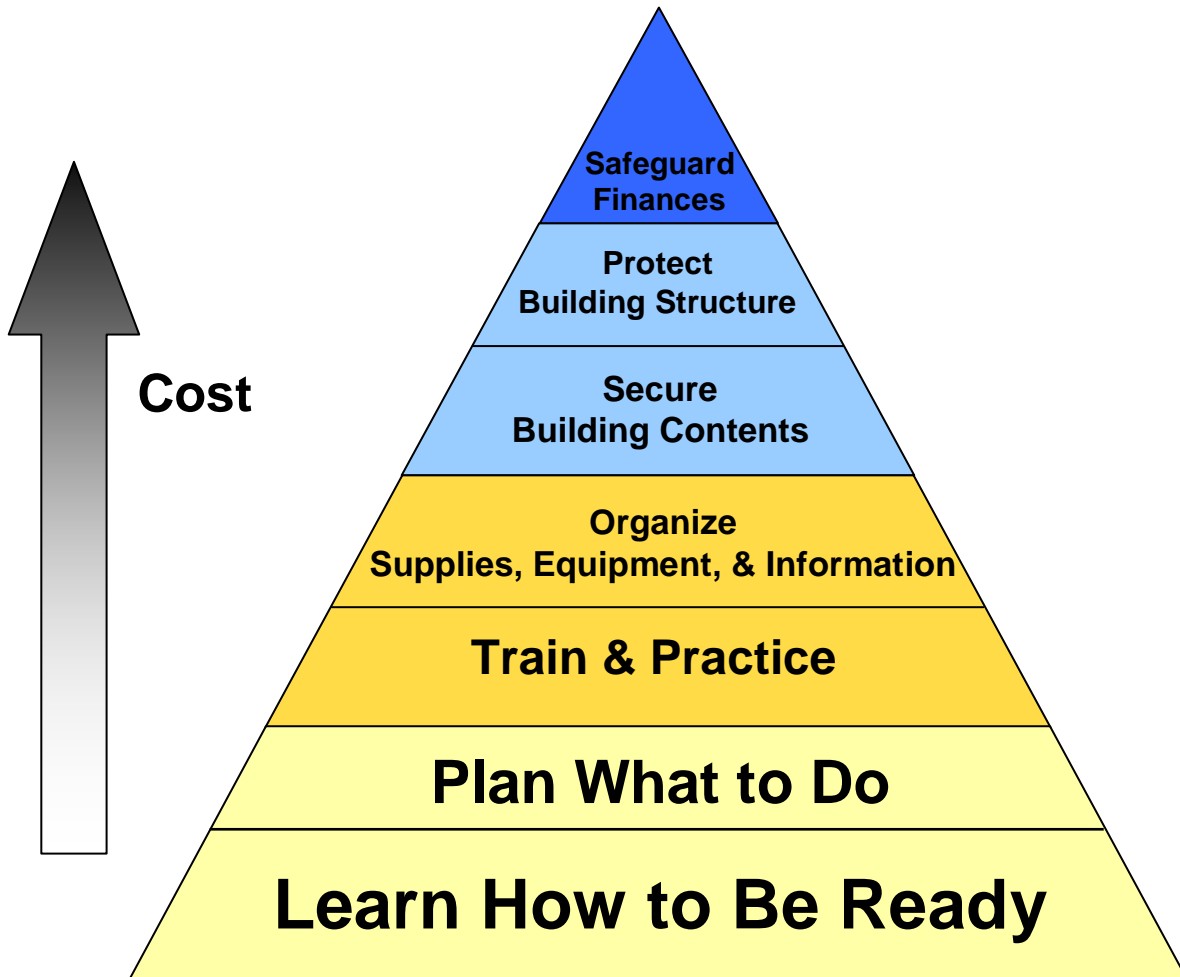 Safeguard
Finances
Protect
Building Structure
Cost
Secure
Building Contents
Organize
Supplies, Equipment, & Information
Train & Practice
Plan What to Do
Learn How to Be Ready